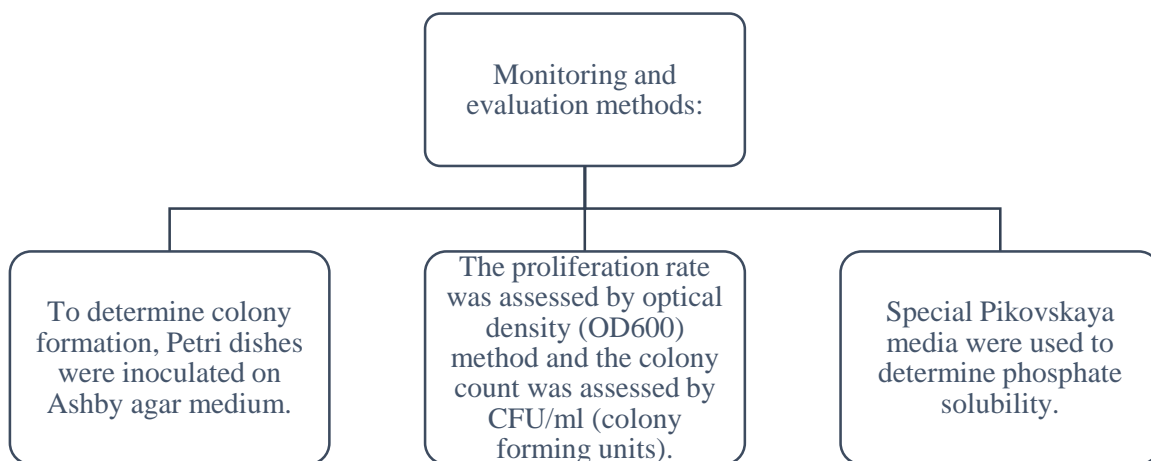 Monitoring and
evaluation methods:
To determine colony
formation, Petri dishes
were inoculated on
Ashby agar medium.
The proliferation rate
was assessed by optical
density (OD600)
method and the colony
count was assessed by
CFU/ml (colony
forming units).
Special Pikovskaya
media were used to
determine phosphate
solubility.